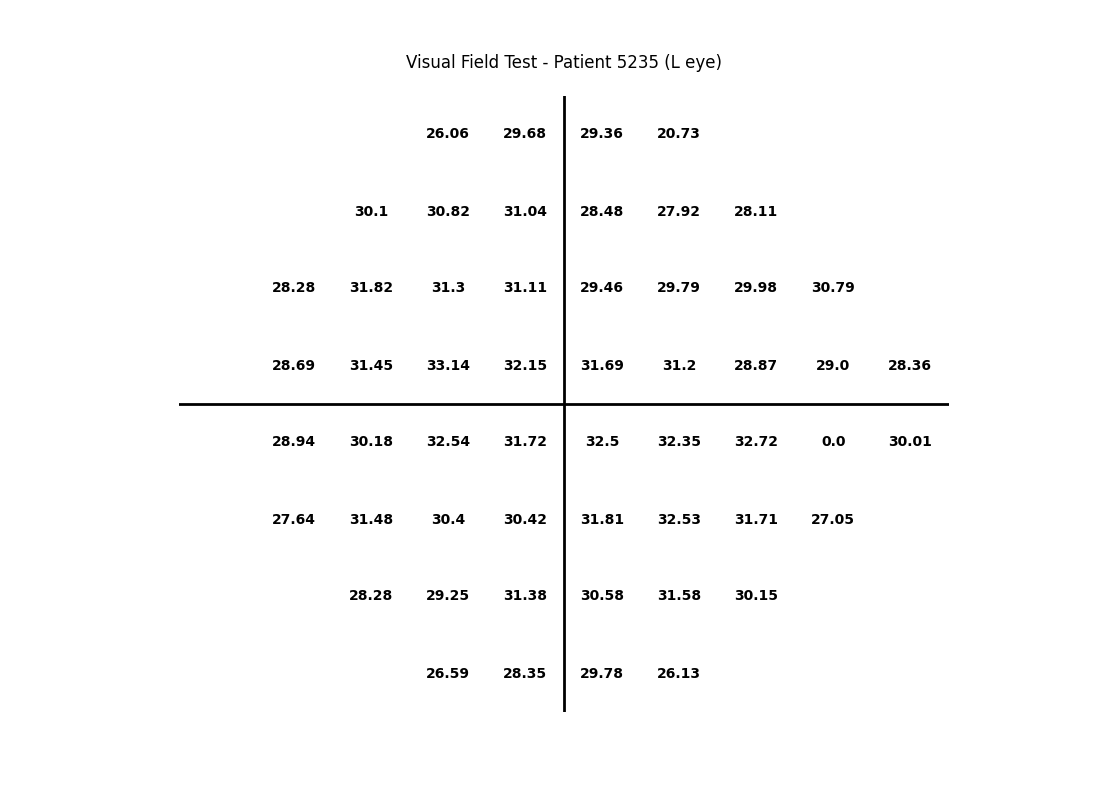 Visual Field Test - Patient 5235 (L eye)
26.06 29.68 29.36 20.73
30.1 30.82 31.04 28.48 27.92 28.11
28.28 31.82 31.3 31.11 29.46 29.79 29.98 30.79
28.69 31.45 33.14 32.15 31.69 31.2 28.87 29.0 28.36
28.94 30.18 32.54 31.72 32.5 32.35 32.72 0.0 30.01
27.64 31.48 30.4 30.42 31.81 32.53 31.71 27.05
28.28 29.25 31.38 30.58 31.58 30.15
26.59 28.35 29.78 26.13